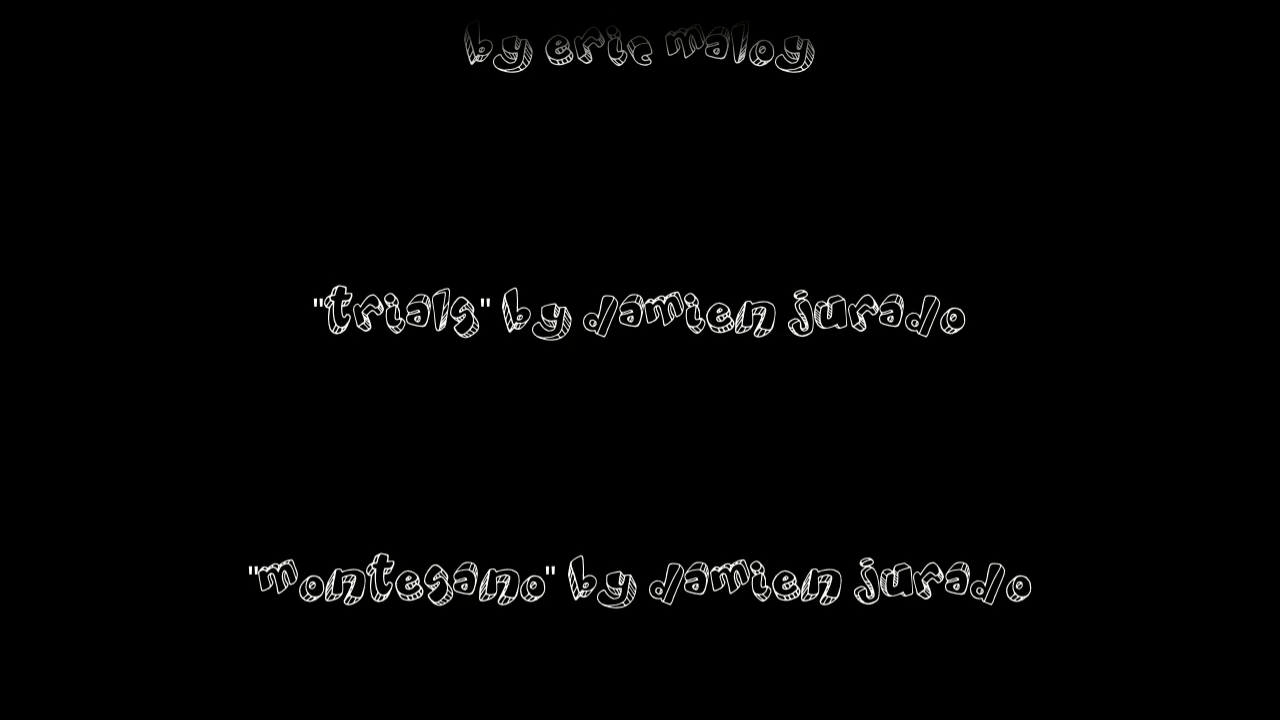 by eric maloy
"trials" by damien jurado
"montesano" by damien jurado